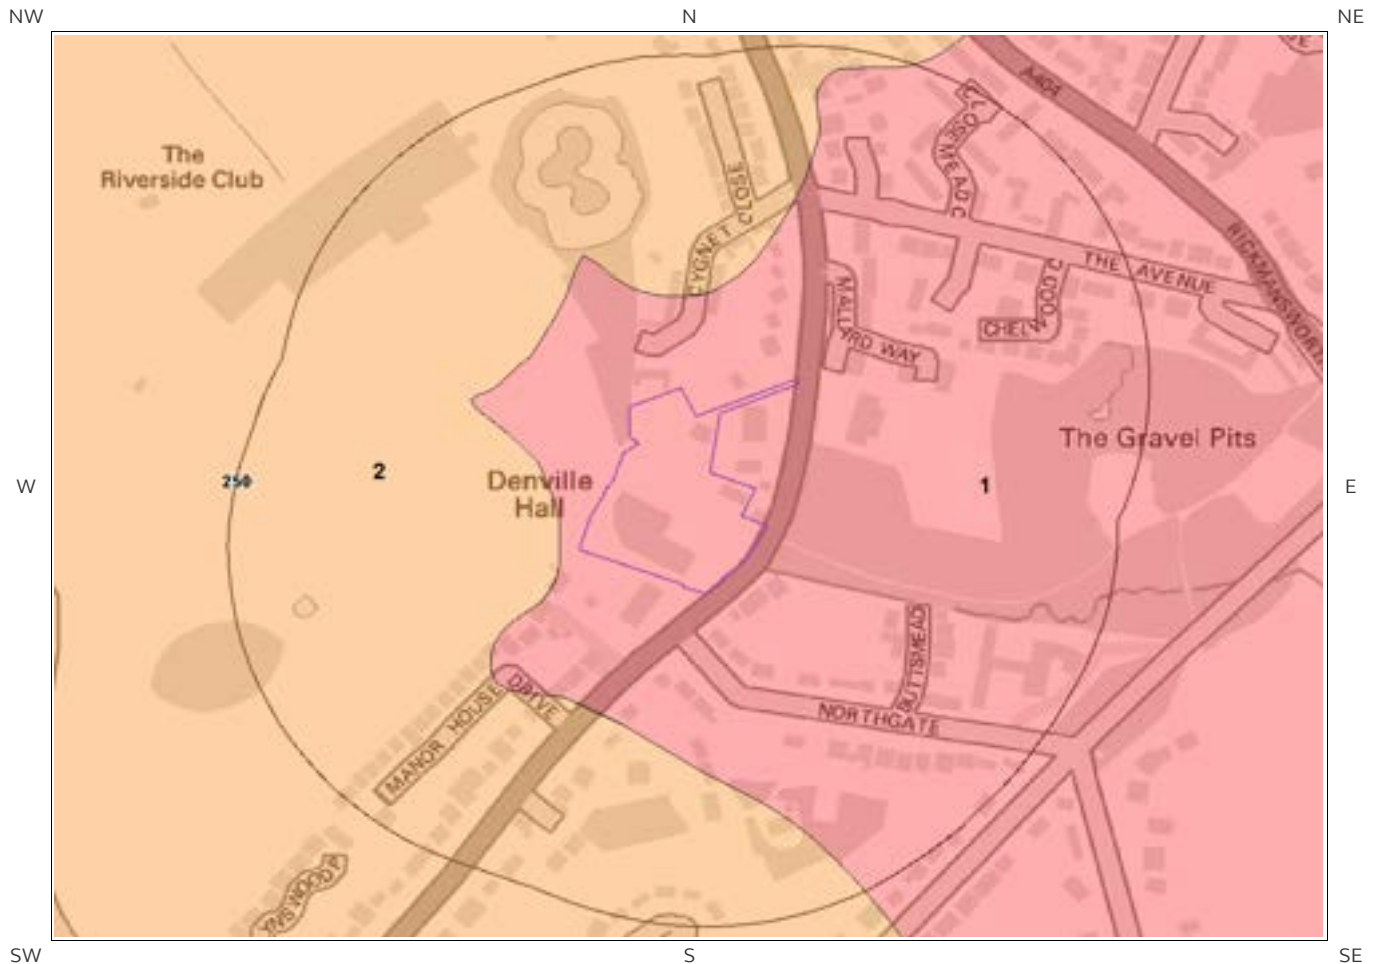 NW
N
NE
A404
The
Riverside Club
CLOSE
CLOSEMEAD
CYGNET
THE AVENUE
RICKMANSWORTH
MALLARD WAY
The Gravel Pits
W
250
2
Denville
Hall
1
E
BUTTSMEAD
MANOR HOUSE
DRIVE
NORTHGATE
SW
S
SE